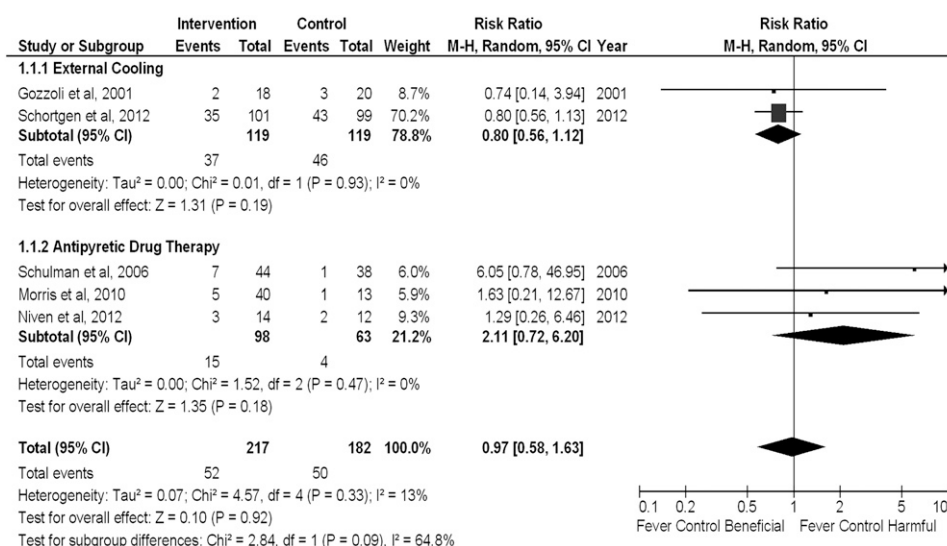 Intervention Control Risk Ratio Risk Ratio
Study or Subgroup Events Total Events Total Weight M-H, Random, 95% CI Year M-H, Random, 95% CI
1.1.1 External Cooling
Gozzoli et al, 2001 2 18 3 20 8.7% 0.74 [0.14, 3.94] 2001
Schortgen et al, 2012 35 101 43 99 70.2% 0.80 [0.56, 1.13] 2012
Subtotal (95% CI) 119 119 78.8% 0.80 [0.56, 1.12]
Total events 37 46
Heterogeneity: Tau² = 0.00; Chi² = 0.01, df = 1 (P = 0.93); I² = 0%
Test for overall effect: Z = 1.31 (P = 0.19)
1.1.2 Antipyretic Drug Therapy
Schulman et al, 2006 7 44 1 38 6.0% 6.05 [0.78, 46.95] 2006
Morris et al, 2010 5 40 1 13 5.9% 1.63 [0.21, 12.67] 2010
Niven et al, 2012 3 14 2 12 9.3% 1.29 [0.26, 6.46] 2012
Subtotal (95% CI) 98 63 21.2% 2.11 [0.72, 6.20]
Total events 15 4
Heterogeneity: Tau² = 0.00; Chi² = 1.52, df = 2 (P = 0.47); I² = 0%
Test for overall effect: Z = 1.35 (P = 0.18)
Total (95% CI) 217 182 100.0% 0.97 [0.58, 1.63]
Total events 52 50
Heterogeneity: Tau² = 0.07; Chi² = 4.57, df = 4 (P = 0.33); I² = 13%
Test for overall effect: Z = 0.10 (P = 0.92)
Test for subgroup differences: Chi² = 2.84, df = 1 (P = 0.09), I² = 64.8%
0.1 0.2 0.5 1 2 5 10
Fever Control Beneficial Fever Control Harmful